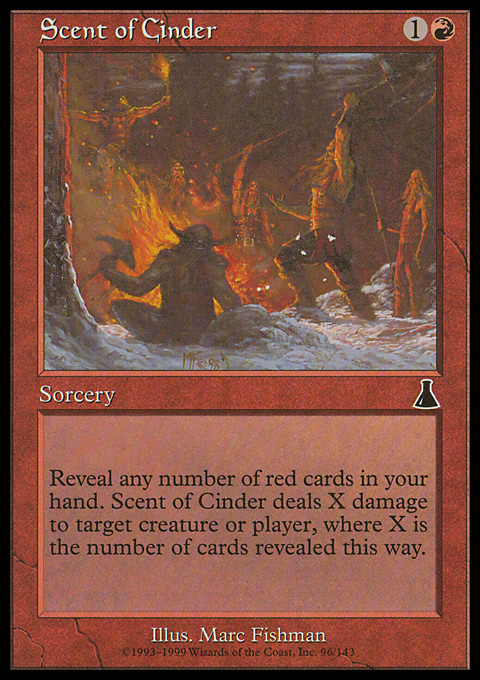 Scent of Cinder 1
Sorcery
Reveal any number of red cards in your
hand. Scent of Cinder deals X damage
to target creature or player, where X is
the number of cards revealed this way.
Illus. Marc Fishman
©1993–1999 Wizards of the Coast, Inc. 96/143